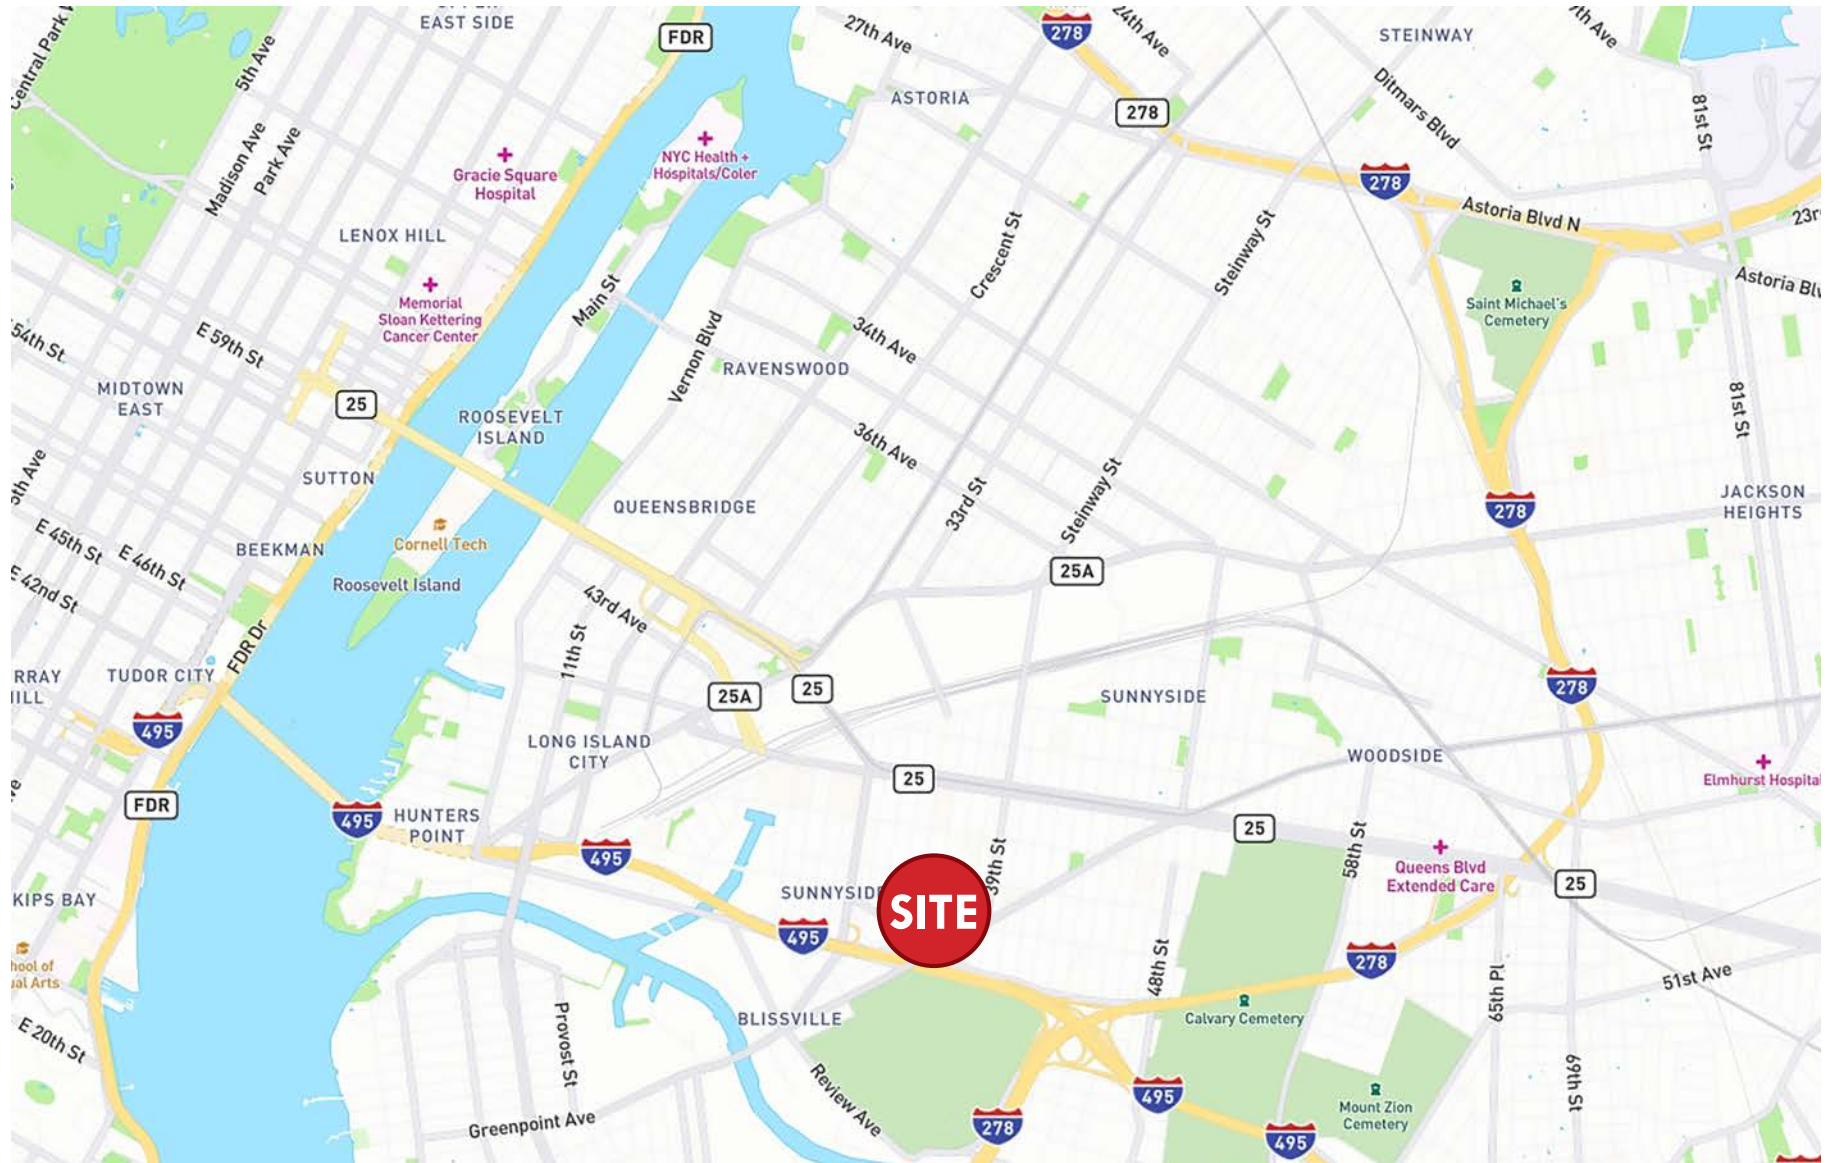 EAST SIDE
FDR
278
27th Ave
24th Ave
STEINWAY
Central Park
5th Ave
ASTORIA
278
Ditmars Blvd
81st St
Madison Ave
Park Ave
Gracie Square
Hospital
NYC Health +
Hospitals/Coler
278
Astoria Blvd N
23r
LENOX HILL
Crescent St
Steinway St
Astoria Blv
Memorial
Sloan Kettering
Cancer Center
Main St
Saint Michael's
Cemetery
54th St
E 59th St
Vernon Blvd
34th Ave
RAVENSWOOD
MIDTOWN
EAST
25
ROOSEVELT
ISLAND
36th Ave
81st St
SUTTON
5th Ave
QUEENSBRIDGE
33rd St
Steinway St
278
JACKSON
HEIGHTS
E 45th St
E 46th St
BEEKMAN
Cornell Tech
Roosevelt Island
E 42nd St
43rd Ave
25A
FDR Dr
11th St
RRAY
ILL
TUDOR CITY
25A
25
SUNNYSIDE
278
495
LONG ISLAND
CITY
WOODSIDE
Elmhurst Hospital
25
FDR
495
HUNTERS
POINT
495
25
58th St
Queens Blvd
Extended Care
25
39th St
SUNNYSIDE
SITE
KIPS BAY
495
278
hool of
ual Arts
48th St
65th Pl
51st Ave
E 20th St
Provost St
BLISSVILLE
Calvary Cemetery
Review Ave
Greenpoint Ave
278
495
495
Mount Zion
Cemetery
69th St